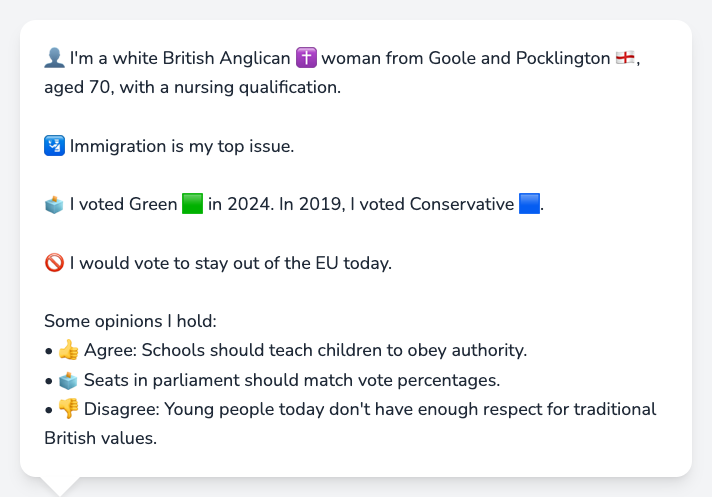 👤 I'm a white British Anglican ✝️ woman from Goole and Pocklington 🏴󠁧󠁢󠁥󠁮󠁧󠁿,
aged 70, with a nursing qualification.
🛂 Immigration is my top issue.
🗳️ I voted Green 🟩 in 2024. In 2019, I voted Conservative 🟦.
🚫 I would vote to stay out of the EU today.
Some opinions I hold:
• 👍 Agree: Schools should teach children to obey authority.
• 🗳️ Seats in parliament should match vote percentages.
• 👎 Disagree: Young people today don't have enough respect for traditional
British values.